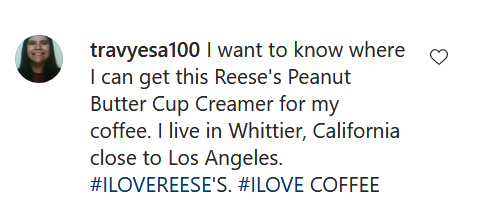 travyesa100 I want to know where
I can get this Reese's Peanut
Butter Cup Creamer for my
coffee. I live in Whittier, California
close to Los Angeles.
#ILOVEREESE'S. #ILOVE COFFEE